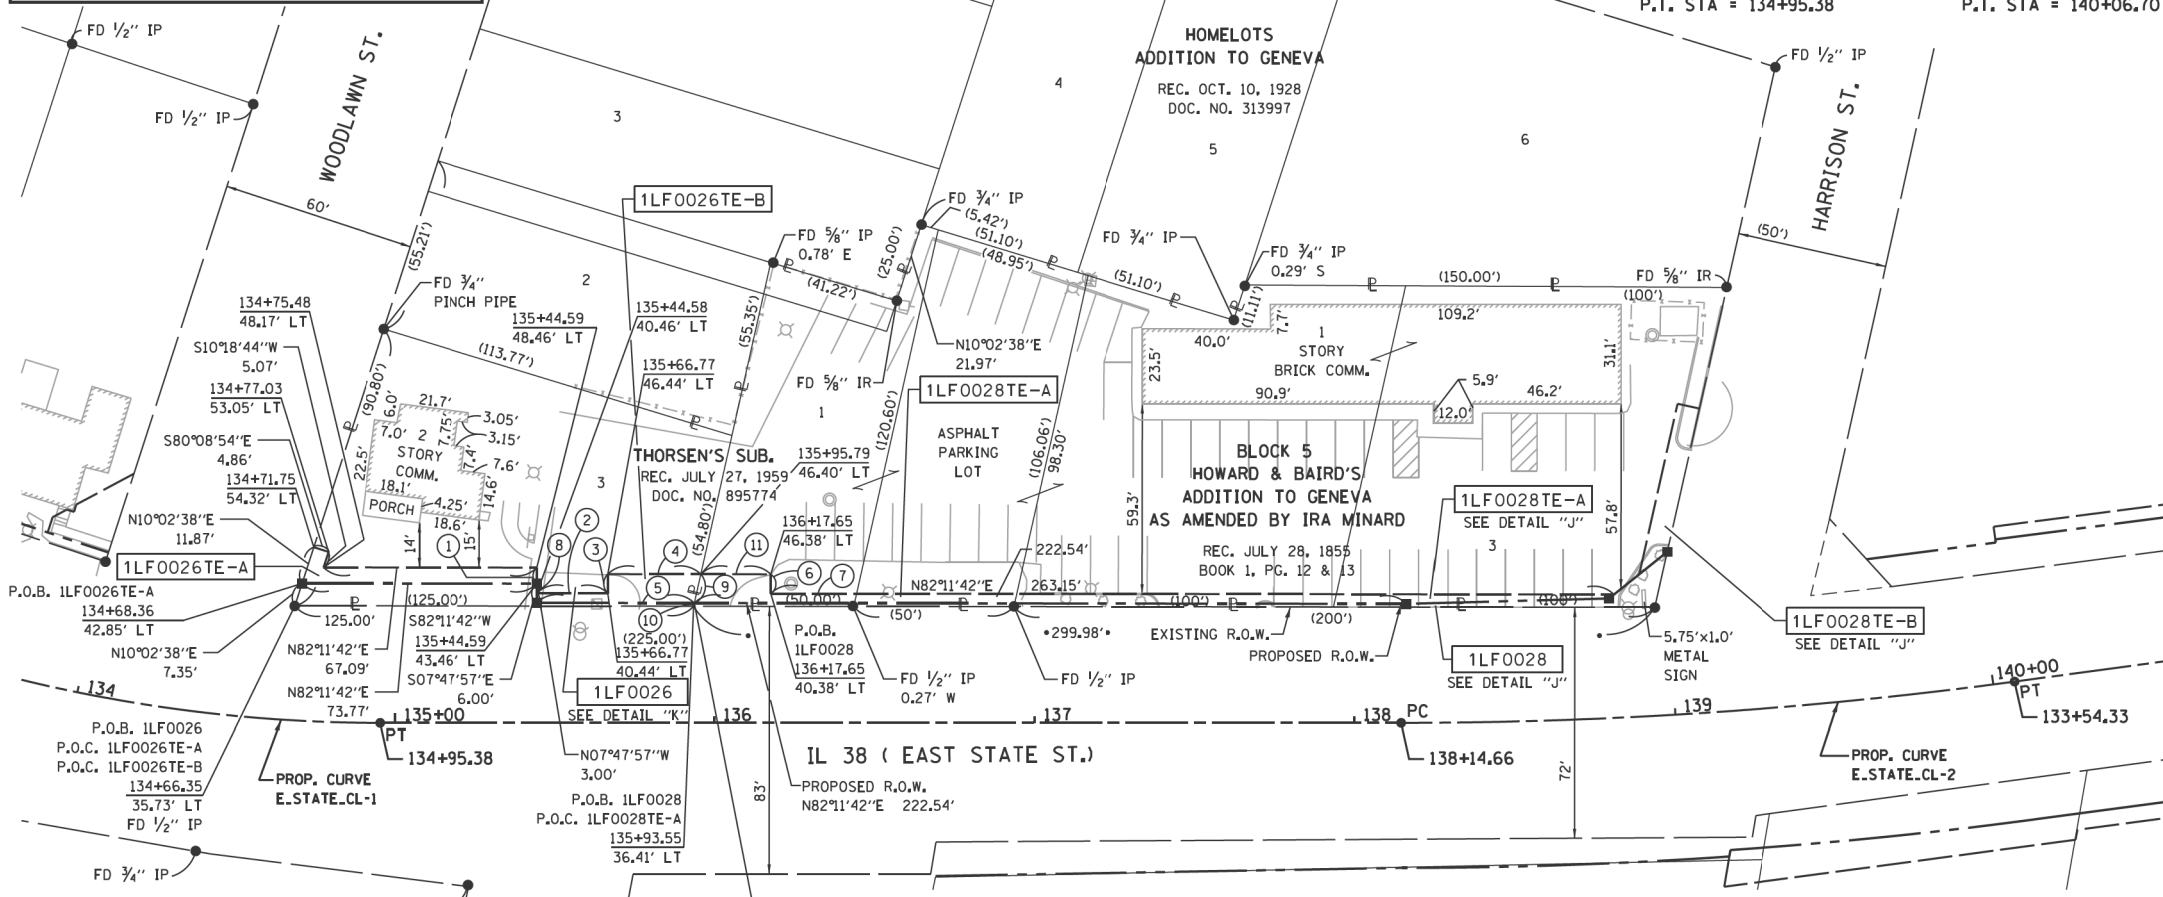 P.I. STA = 134+95.38
P.I. STA = 140+06.70
FD 1/2" IP
FD 1/2" IP
WOODLAWN ST.
60'
3
4
HOMELOTS
ADDITION TO GENEVA
REC. OCT. 10, 1928
DOC. NO. 313997
5
6
FD 1/2" IP
HARRISON ST.
(50')
1LF0026TE-B
FD 3/4" IP
(5.42')
(51.10')
(48.95')
FD 5/8" IP
0.78' E
(25.00')
(41.22')
(55.21')
FD 3/4" IP
FD 3/4" IP
0.29' S
(51.10')
(11.11')
(150.00')
FD 5/8" IR
(100')
FD 3/4"
PINCH PIPE
2
134+75.48
48.17' LT
S10°18'44"W
5.07'
134+77.03
53.05' LT
S80°08'54"E
4.86'
134+71.75
54.32' LT
N10°02'38"E
11.87'
1LF0026TE-A
135+44.59
48.46' LT
135+44.58
40.46' LT
(113.77')
(55.35')
135+66.77
46.44' LT
FD 5/8" IR
N10°02'38"E
21.97'
1LF0028TE-A
1
(120.60')
(90.80')
6.0'
21.7'
3.05'
3.15'
7.0'
2
STORY
COMM.
7.75'
7.4'
7.6'
22.5'
18.1'
4.25'
14.6'
PORCH
18.6'
14'
15'
THORSEN'S SUB.
REC. JULY 27, 1959
DOC. NO. 895774
3
135+95.79
46.40' LT
ASPHALT
PARKING
LOT
(106.06')
98.30'
7.7'
40.0'
109.2'
1
STORY
BRICK COMM.
23.5'
31.1'
90.9'
5.9'
12.0'
46.2'
BLOCK 5
HOWARD & BAIRD'S
ADDITION TO GENEVA
AS AMENDED BY IRA MINARD
REC. JULY 28, 1855
BOOK 1, PG. 12 & 13
59.3'
57.8'
1LF0028TE-A
SEE DETAIL "J"
3
(54.80')
136+17.65
46.38' LT
222.54'
N82°11'42"E
263.15'
1
8
2
3
4
5
10
9
11
6
7
P.O.B. 1LF0026TE-A
134+68.36
42.85' LT
N10°02'38"E
7.35'
(125.00')
125.00'
S82°11'42"W
N82°11'42"E
67.09'
135+44.59
43.46' LT
N82°11'42"E
73.77'
S07°47'57"E
6.00'
(225.00')
135+66.77
40.44' LT
1LF0026
SEE DETAIL "K"
(50.00')
P.O.B.
1LF0028
136+17.65
40.38' LT
(50')
FD 1/2" IP
0.27' W
FD 1/2" IP
(100')
•299.98'•
EXISTING R.O.W.
(200')
(100')
PROPOSED R.O.W.
1LF0028
SEE DETAIL "J"
5.75'x1.0'
METAL
SIGN
1LF0028TE-B
SEE DETAIL "J"
134
135+00
136
137
138
139
140+00
PT
134+95.38
PC
138+14.66
PT
133+54.33
P.O.B. 1LF0026
P.O.C. 1LF0026TE-A
P.O.C. 1LF0026TE-B
134+66.35
35.73' LT
FD 1/2" IP
PROP. CURVE
E_STATE_CL-1
N07°47'57"W
3.00'
IL 38 ( EAST STATE ST.)
PROPOSED R.O.W.
N82°11'42"E 222.54'
P.O.B. 1LF0028
P.O.C. 1LF0028TE-A
135+93.55
36.41' LT
83'
72'
PROP. CURVE
E_STATE_CL-2
FD 3/4" IP